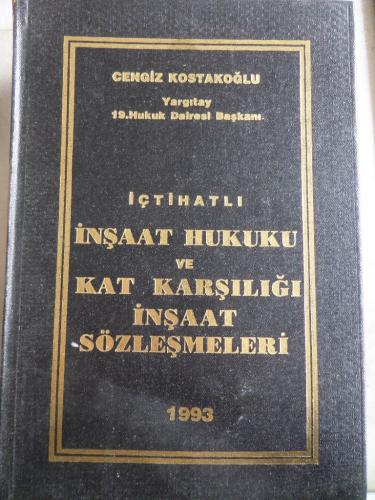 CENGİZ KOSTAKOĞLU
Yargıtay
19.Hukuk Dairesi Başkanı
İÇTİHATLI
İNŞAAT HUKUKU
VE
KAT KARŞILIĞI
İNŞAAT
SÖZLEŞMELERİ
1993